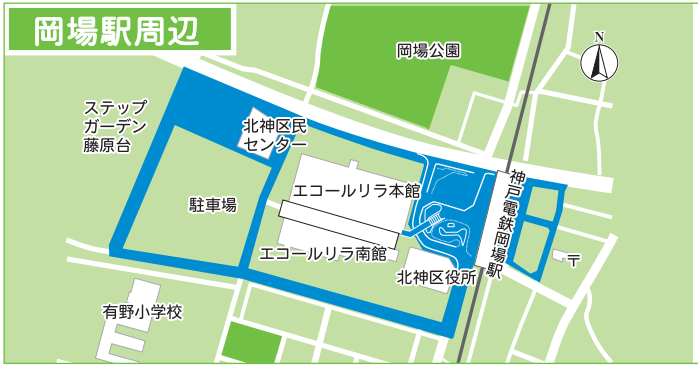 岡場駅周辺
岡場公園
N
ステップ
ガーデン
藤原台
北神区民
センター
エコールリラ本館
駐車場
神戸電鉄岡場駅
エコールリラ南館
〒
北神区役所
有野小学校